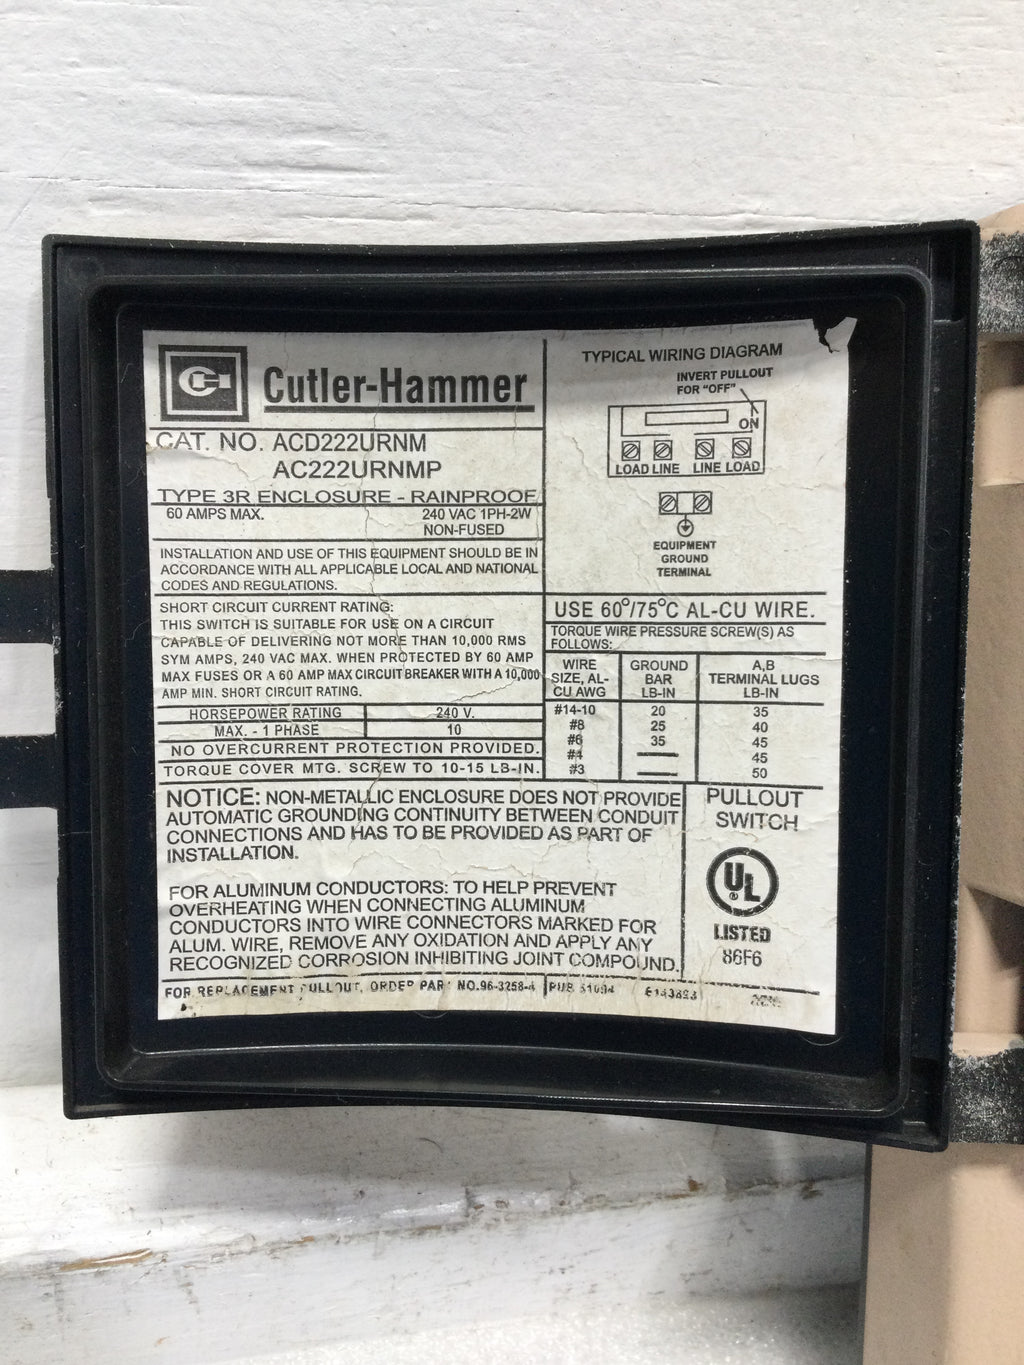 CH
Cutler-Hammer
CAT. NO. ACD222URNM
AC222URNMP
TYPE 3R ENCLOSURE - RAINPROOF
60 AMPS MAX. 240 VAC 1PH-2W
NON-FUSED
INSTALLATION AND USE OF THIS EQUIPMENT SHOULD BE IN
ACCORDANCE WITH ALL APPLICABLE LOCAL AND NATIONAL
CODES AND REGULATIONS.
SHORT CIRCUIT CURRENT RATING:
THIS SWITCH IS SUITABLE FOR USE ON A CIRCUIT
CAPABLE OF DELIVERING NOT MORE THAN 10,000 RMS
SYM AMPS, 240 VAC MAX. WHEN PROTECTED BY 60 AMP
MAX FUSES OR A 60 AMP MAX CIRCUIT BREAKER WITH A 10,000
AMP MIN. SHORT CIRCUIT RATING.
HORSEPOWER RATING 240 V.
MAX. - 1 PHASE 10
NO OVERCURRENT PROTECTION PROVIDED.
TORQUE COVER MTG. SCREW TO 10-15 LB-IN.
TYPICAL WIRING DIAGRAM
INVERT PULLOUT
FOR "OFF"
ON
LOAD LINE LINE LOAD
EQUIPMENT
GROUND
TERMINAL
USE 60°/75°C AL-CU WIRE.
TORQUE WIRE PRESSURE SCREW(S) AS
FOLLOWS:
WIRE GROUND A,B
SIZE, AL- BAR TERMINAL LUGS
CU AWG LB-IN LB-IN
#14-10 20 35
#8 25 40
#6 35 45
#4 — 45
#3 — 50
NOTICE: NON-METALLIC ENCLOSURE DOES NOT PROVIDE
AUTOMATIC GROUNDING CONTINUITY BETWEEN CONDUIT
CONNECTIONS AND HAS TO BE PROVIDED AS PART OF
INSTALLATION.
FOR ALUMINUM CONDUCTORS: TO HELP PREVENT
OVERHEATING WHEN CONNECTING ALUMINUM
CONDUCTORS INTO WIRE CONNECTORS MARKED FOR
ALUM. WIRE, REMOVE ANY OXIDATION AND APPLY ANY
RECOGNIZED CORROSION INHIBITING JOINT COMPOUND.
PULLOUT
SWITCH
UL
®
LISTED
86F6
FOR REPLACEMENT PULLOUT, ORDER PART NO. 96-3258-4 PUB